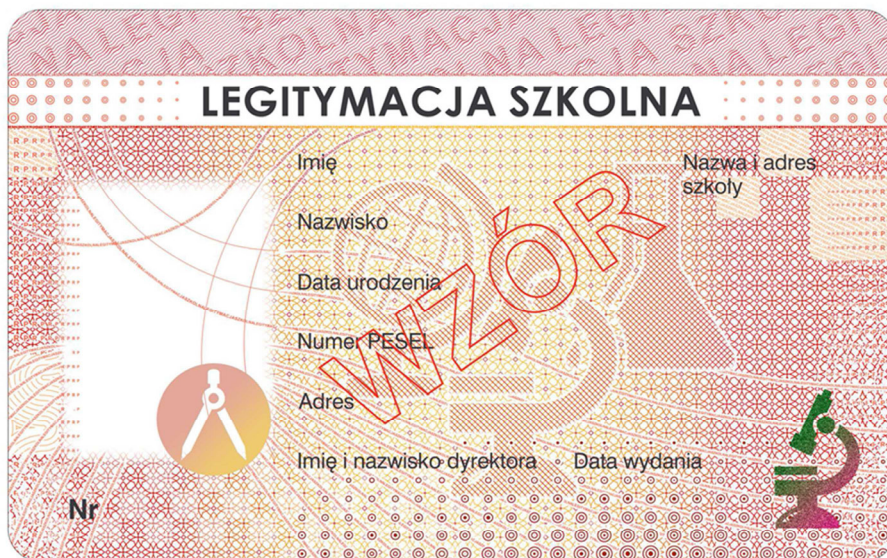 LEGITYMACJA SZKOLNA
Imię
Nazwa i adres
szkoły
Nazwisko
Data urodzenia
Numer PESEL
Adres
Imię i nazwisko dyrektora
Data wydania
Nr
WZÓR